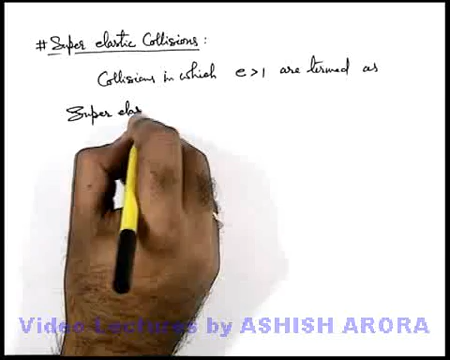 # Super elastic Collisions :
Collisions in which e>1 are termed as
Super elas
Video Lectures by ASHISH ARORA